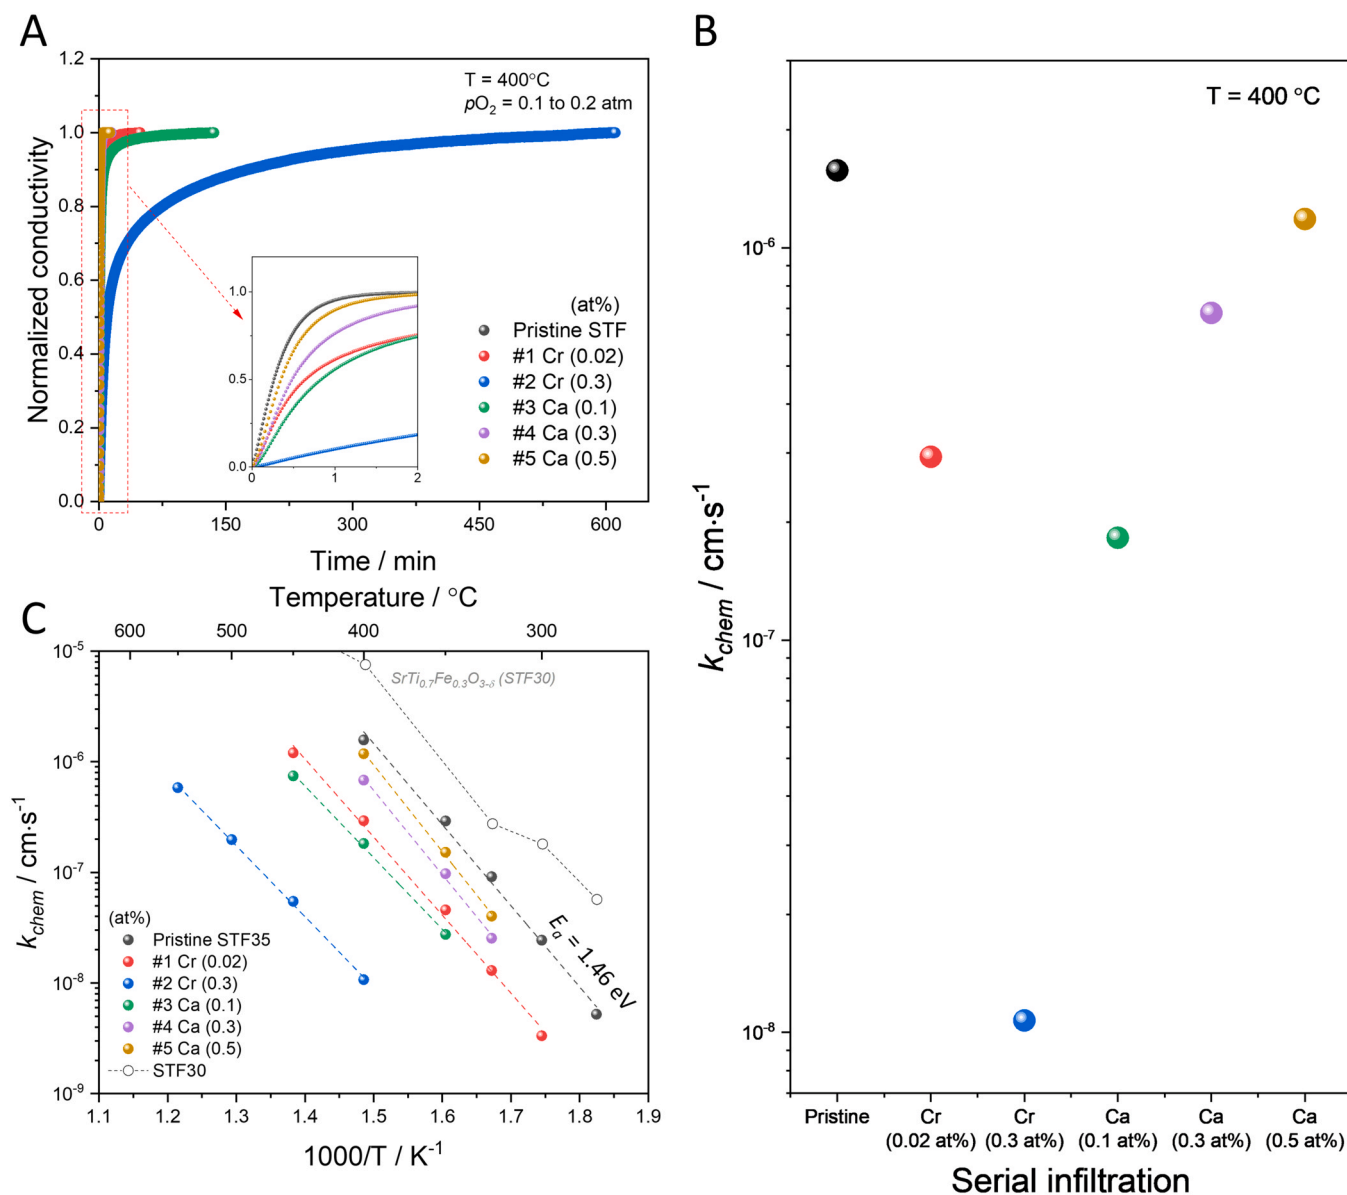 A
1.2
1.0
0.8
0.6
0.4
0.2
0.0
Normalized conductivity
T = 400°C
pO2 = 0.1 to 0.2 atm
1.0
0.5
0.0
0 1 2
(at%)
Pristine STF
#1 Cr (0.02)
#2 Cr (0.3)
#3 Ca (0.1)
#4 Ca (0.3)
#5 Ca (0.5)
0 150 300 450 600
Time / min
B
T = 400 °C
10-6
10-7
10-8
kchem / cm·s-1
Pristine
Cr
(0.02 at%)
Cr
(0.3 at%)
Ca
(0.1 at%)
Ca
(0.3 at%)
Ca
(0.5 at%)
Serial infiltration
C
Temperature / °C
600 500 400 300
10-5
10-6
10-7
10-8
10-9
kchem / cm·s-1
SrTi0.7Fe0.3O3-δ (STF30)
Ea = 1.46 eV
(at%)
Pristine STF35
#1 Cr (0.02)
#2 Cr (0.3)
#3 Ca (0.1)
#4 Ca (0.3)
#5 Ca (0.5)
STF30
1.1 1.2 1.3 1.4 1.5 1.6 1.7 1.8 1.9
1000/T / K-1